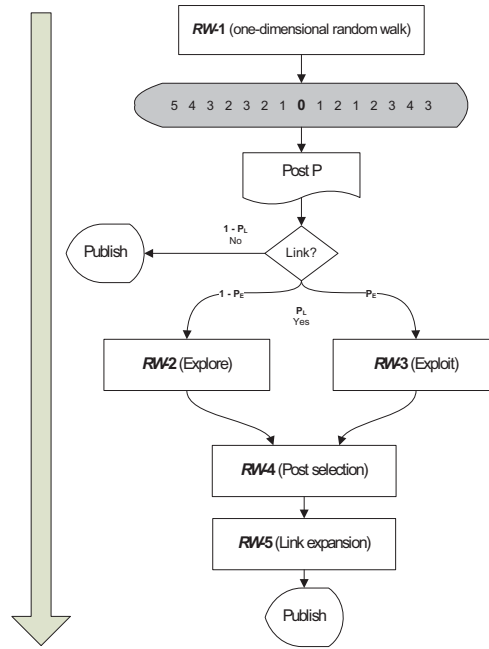 RW-1 (one-dimensional random walk)
5 4 3 2 3 2 1 0 1 2 1 2 3 4 3
Post P
1 - PL
No
Publish
Link?
1 - PE
PL
Yes
PE
RW-2 (Explore)
RW-3 (Exploit)
RW-4 (Post selection)
RW-5 (Link expansion)
Publish